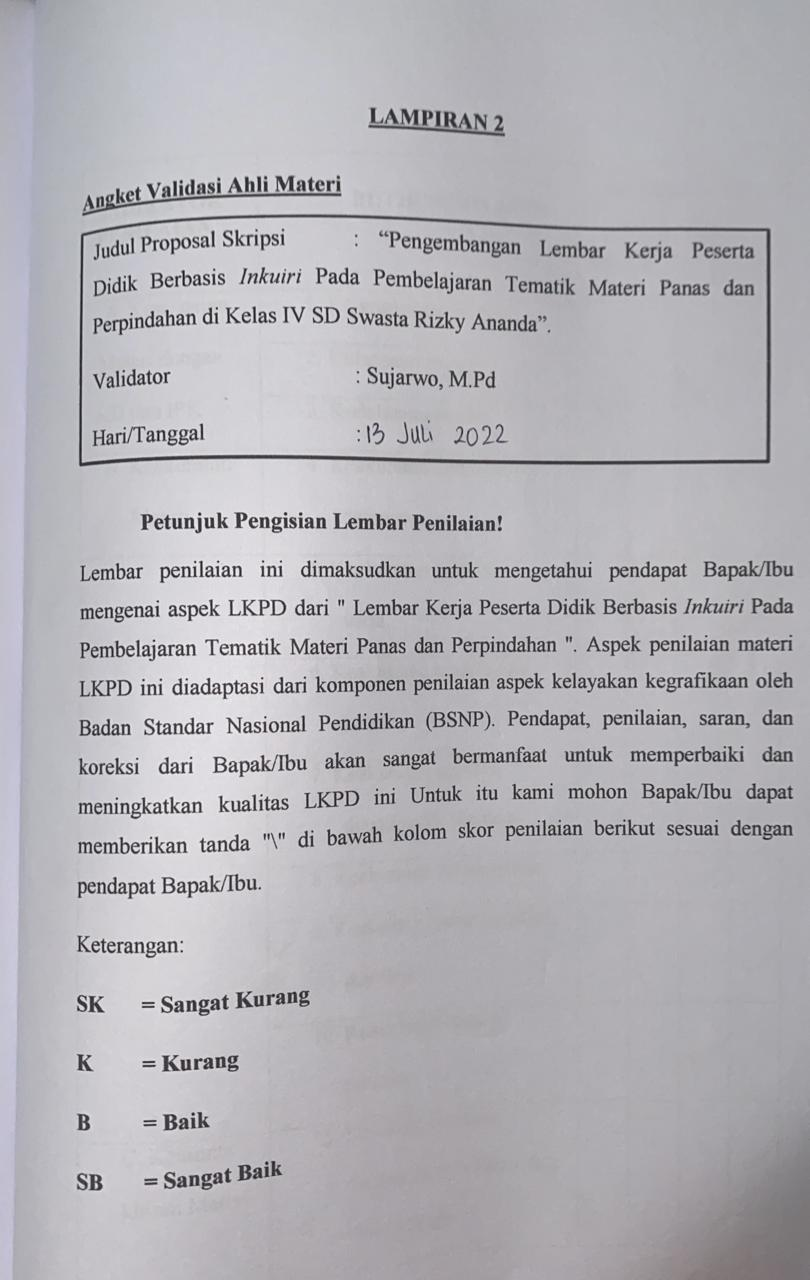 LAMPIRAN 2
Angket Validasi Ahli Materi
Judul Proposal Skripsi : “Pengembangan Lembar Kerja Peserta
Didik Berbasis Inkuiri Pada Pembelajaran Tematik Materi Panas dan
Perpindahan di Kelas IV SD Swasta Rizky Ananda”.
Validator : Sujarwo, M.Pd
Hari/Tanggal : 13 Juli 2022
Petunjuk Pengisian Lembar Penilaian!
Lembar penilaian ini dimaksudkan untuk mengetahui pendapat Bapak/Ibu
mengenai aspek LKPD dari " Lembar Kerja Peserta Didik Berbasis Inkuiri Pada
Pembelajaran Tematik Materi Panas dan Perpindahan ". Aspek penilaian materi
LKPD ini diadaptasi dari komponen penilaian aspek kelayakan kegrafikaan oleh
Badan Standar Nasional Pendidikan (BSNP). Pendapat, penilaian, saran, dan
koreksi dari Bapak/Ibu akan sangat bermanfaat untuk memperbaiki dan
meningkatkan kualitas LKPD ini Untuk itu kami mohon Bapak/Ibu dapat
memberikan tanda "\" di bawah kolom skor penilaian berikut sesuai dengan
pendapat Bapak/Ibu.
Keterangan:
SK = Sangat Kurang
K = Kurang
B = Baik
SB = Sangat Baik